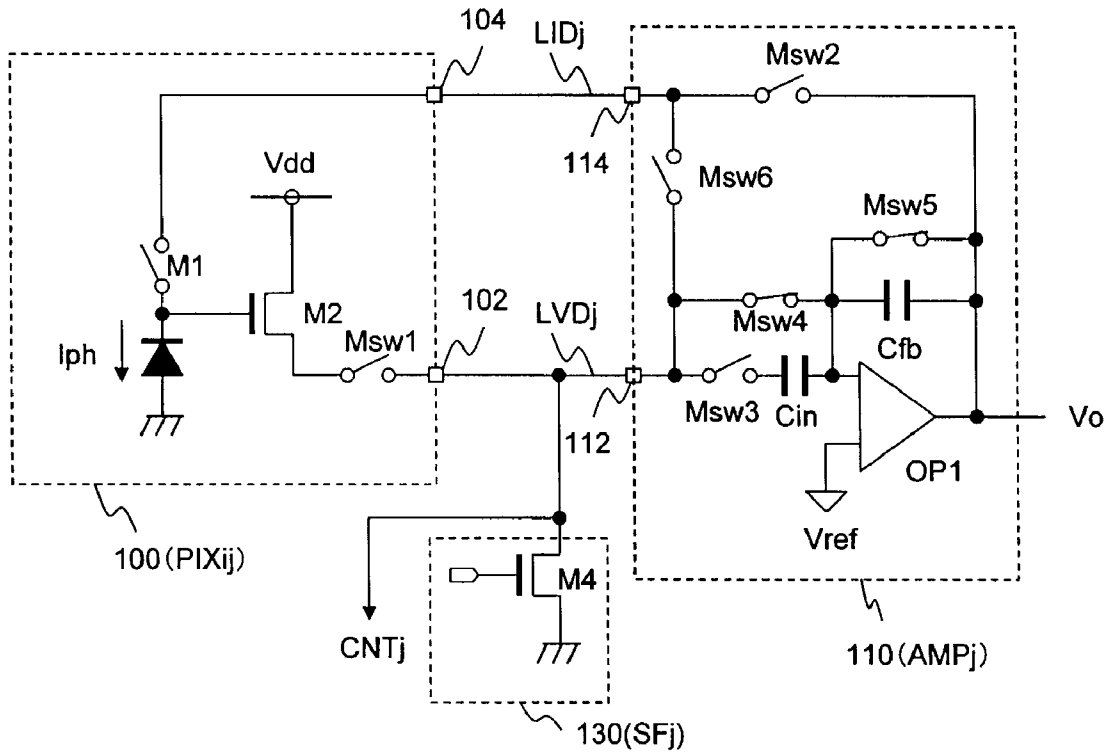 104
LIDj
Msw2
Vdd
114
Msw6
Msw5
M1
M2
102
LVDj
Msw4
Cfb
Iph
Msw1
Msw3
Cin
112
OP1
Vo
Vref
100(PIXij)
M4
CNTj
110(AMPj)
130(SFj)